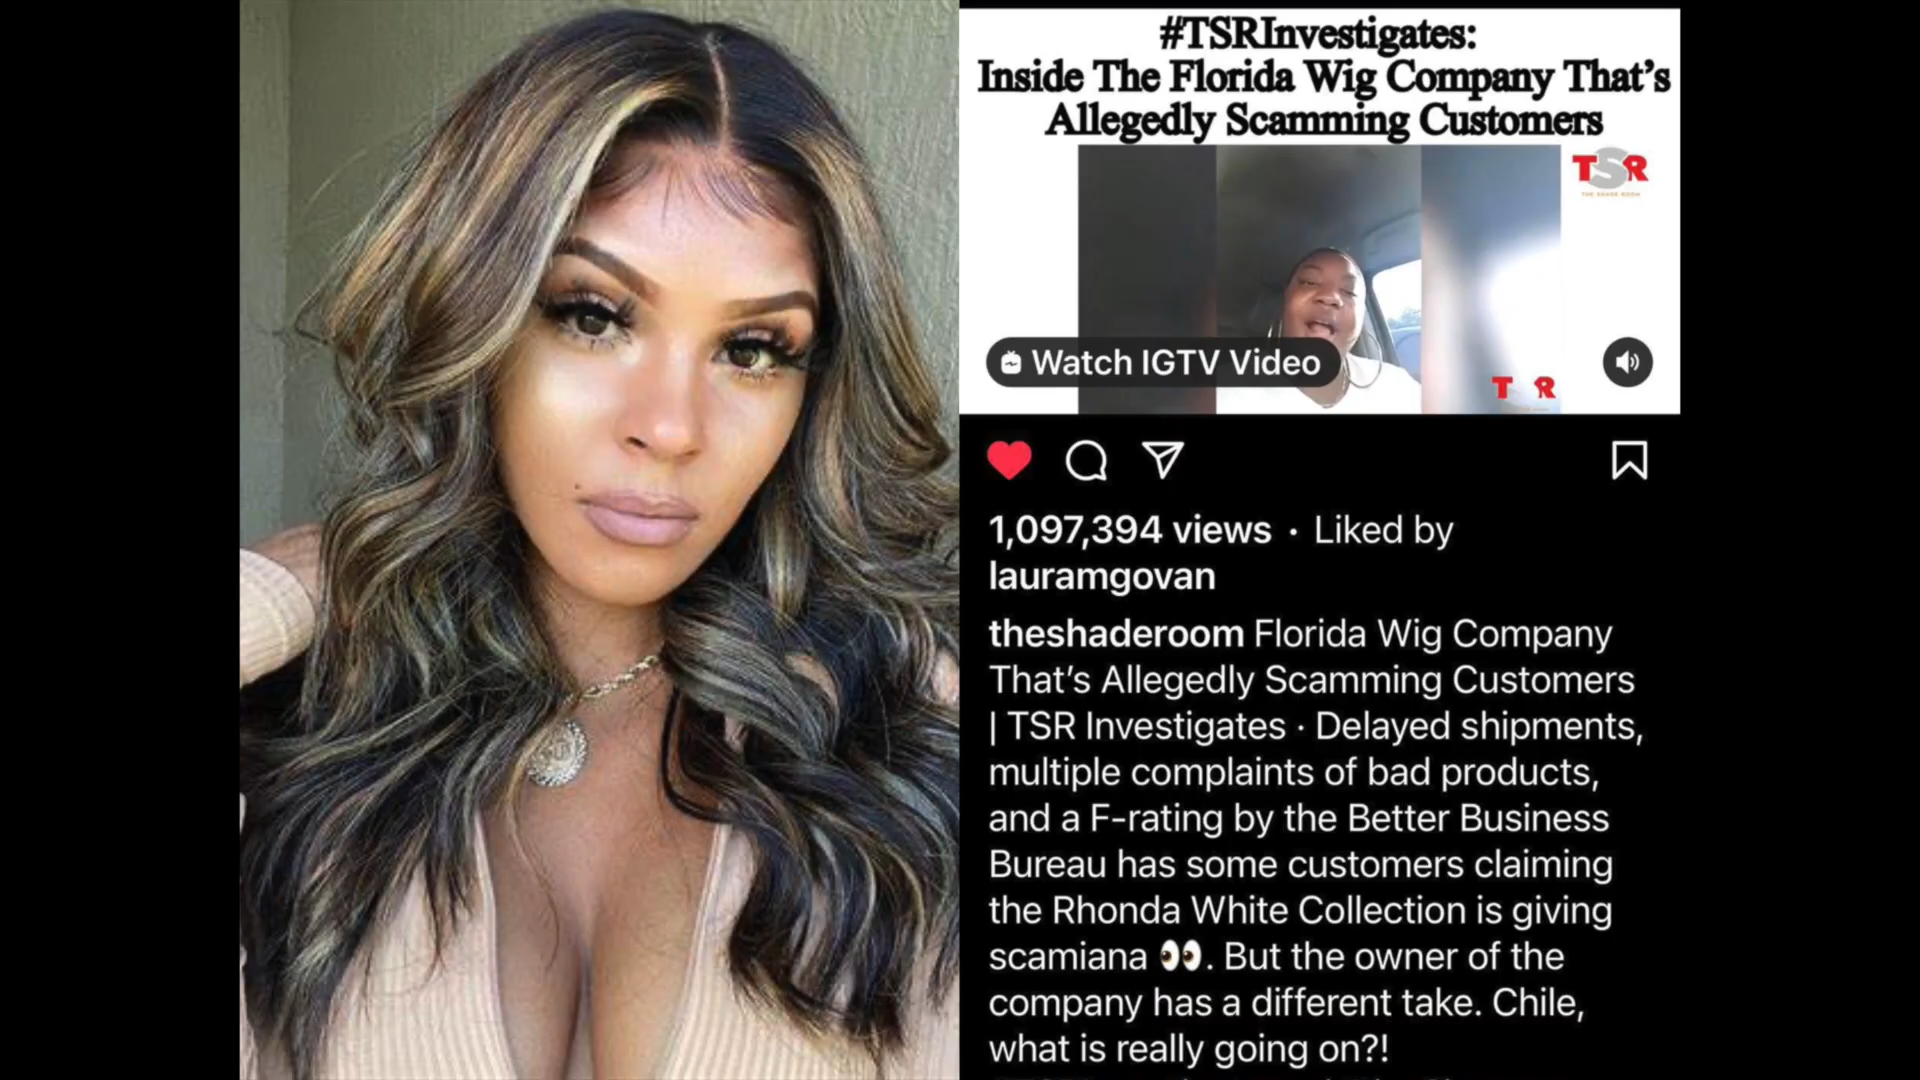 #TSRInvestigates:
Inside The Florida Wig Company That's
Allegedly Scamming Customers
TSR
THE SHADE ROOM
Watch IGTV Video
T R
1,097,394 views · Liked by
lauramgovan
theshaderoom Florida Wig Company
That's Allegedly Scamming Customers
| TSR Investigates · Delayed shipments,
multiple complaints of bad products,
and a F-rating by the Better Business
Bureau has some customers claiming
the Rhonda White Collection is giving
scamiana 👀. But the owner of the
company has a different take. Chile,
what is really going on?!